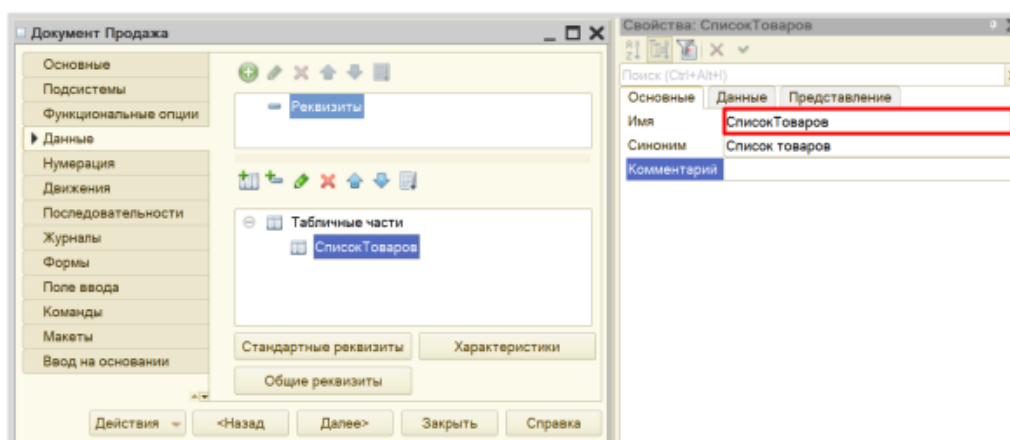 Документ Продажа
Основные
Подсистемы
Функциональные опции
Данные
Нумерация
Движения
Последовательности
Журналы
Формы
Поле ввода
Команды
Макеты
Ввод на основании
Реквизиты
Табличные части
СписокТоваров
Стандартные реквизиты
Характеристики
Общие реквизиты
Действия
<Назад
Далее>
Закрыть
Справка
Свойства: СписокТоваров
Поиск (Ctrl+Alt+I)
Основные Данные Представление
Имя СписокТоваров
Синоним Список товаров
Комментарий